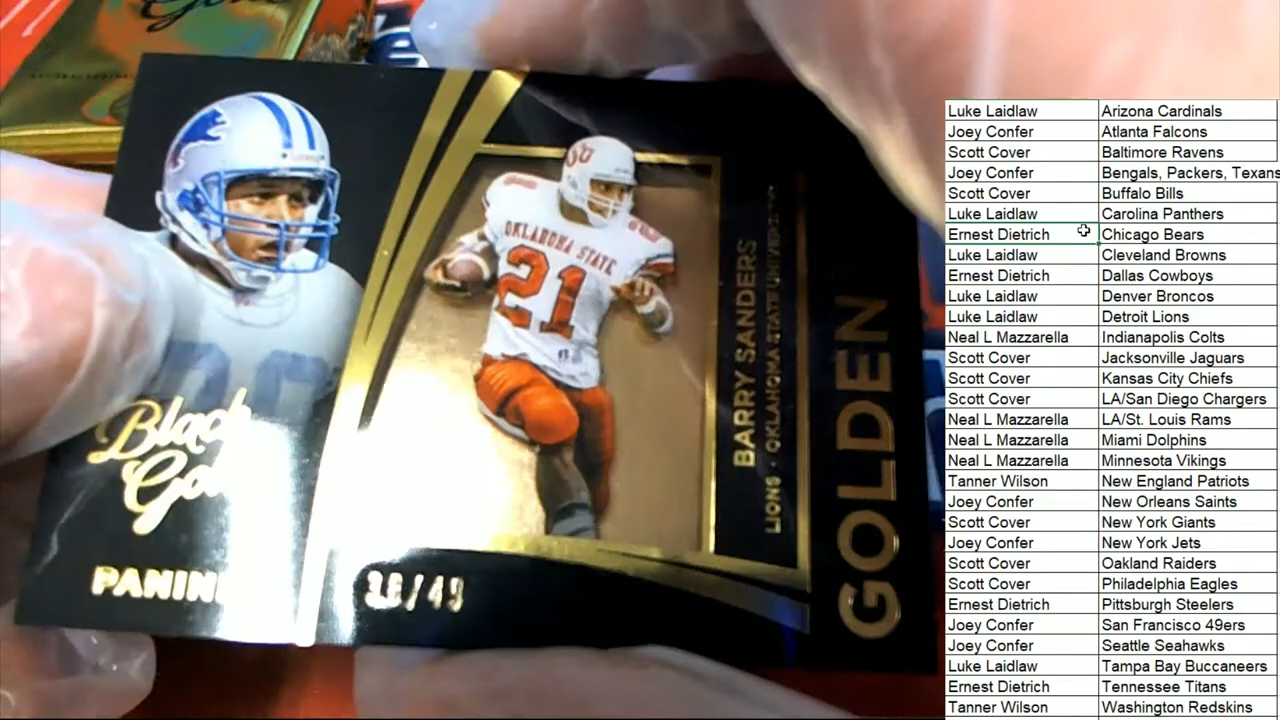 OKLAHOMA STATE
21
BARRY SANDERS
LIONS · OKLAHOMA STATE UNIVERSITY
GOLDEN
Black
Gold
PANINI
Luke Laidlaw Arizona Cardinals
Joey Confer Atlanta Falcons
Scott Cover Baltimore Ravens
Joey Confer Bengals, Packers, Texans
Scott Cover Buffalo Bills
Luke Laidlaw Carolina Panthers
Ernest Dietrich Chicago Bears
Luke Laidlaw Cleveland Browns
Ernest Dietrich Dallas Cowboys
Luke Laidlaw Denver Broncos
Luke Laidlaw Detroit Lions
Neal L Mazzarella Indianapolis Colts
Scott Cover Jacksonville Jaguars
Scott Cover Kansas City Chiefs
Scott Cover LA/San Diego Chargers
Neal L Mazzarella LA/St. Louis Rams
Neal L Mazzarella Miami Dolphins
Neal L Mazzarella Minnesota Vikings
Tanner Wilson New England Patriots
Joey Confer New Orleans Saints
Scott Cover New York Giants
Joey Confer New York Jets
Scott Cover Oakland Raiders
Scott Cover Philadelphia Eagles
Ernest Dietrich Pittsburgh Steelers
Joey Confer San Francisco 49ers
Joey Confer Seattle Seahawks
Luke Laidlaw Tampa Bay Buccaneers
Ernest Dietrich Tennessee Titans
Tanner Wilson Washington Redskins